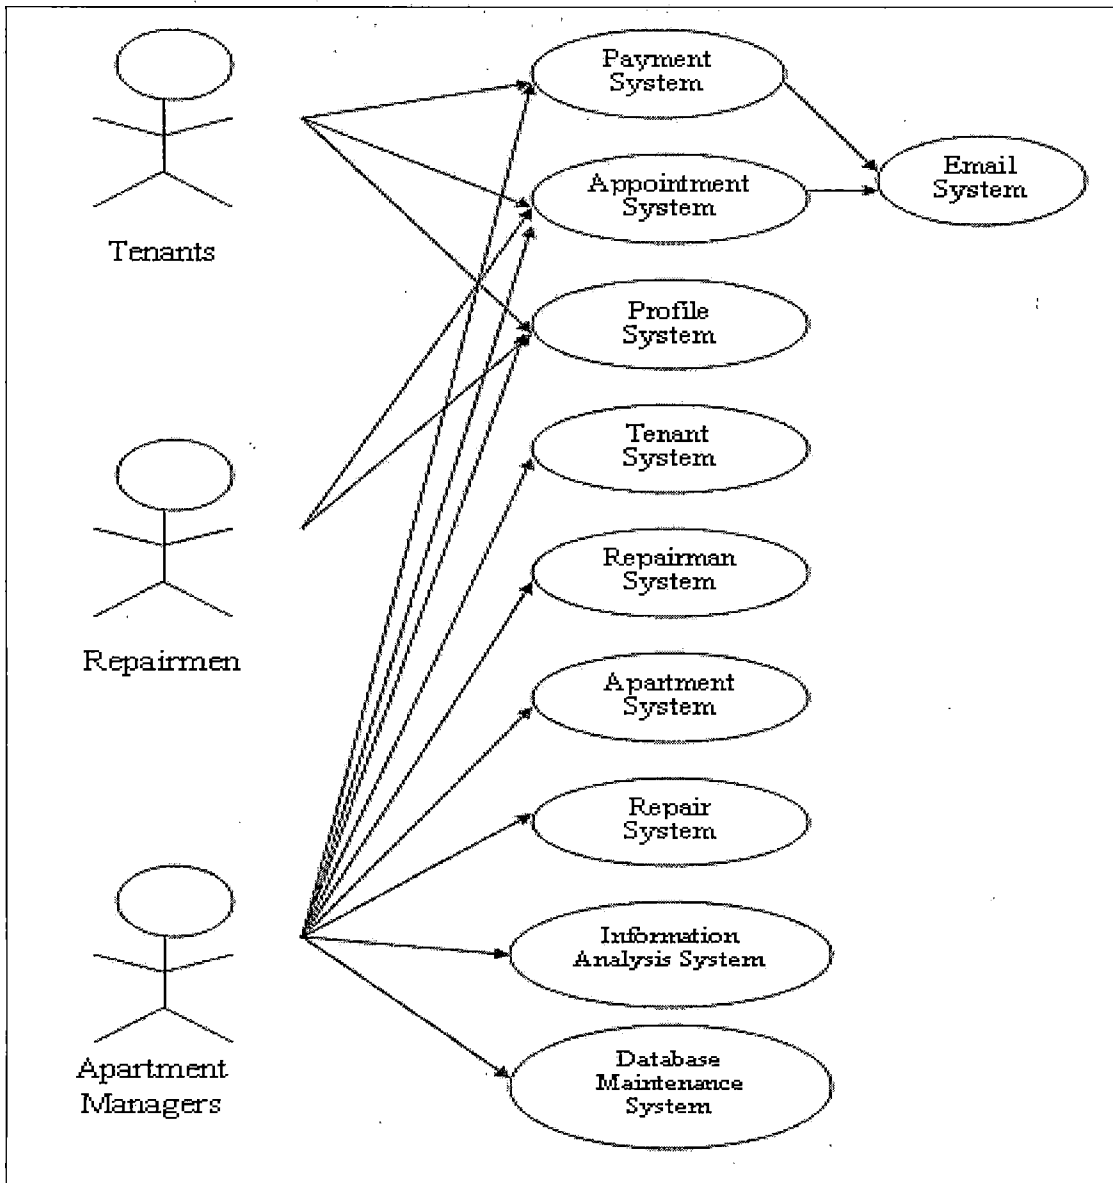 Payment
System
Appointment
System
Email
System
Tenants
Profile
System
Tenant
System
Repairman
System
Repairmen
Apartment
System
Repair
System
Information
Analysis System
Apartment
Managers
Database
Maintenance
System